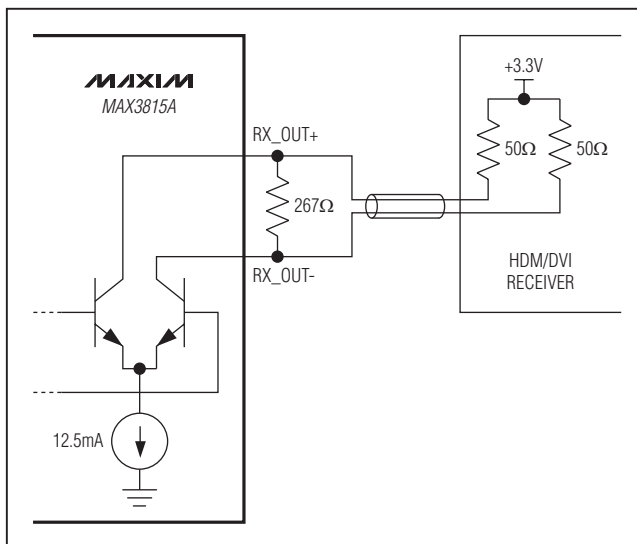 MAXIM
MAX3815A
+3.3V
RX_OUT+
50Ω
50Ω
267Ω
RX_OUT-
HDM/DVI
RECEIVER
12.5mA